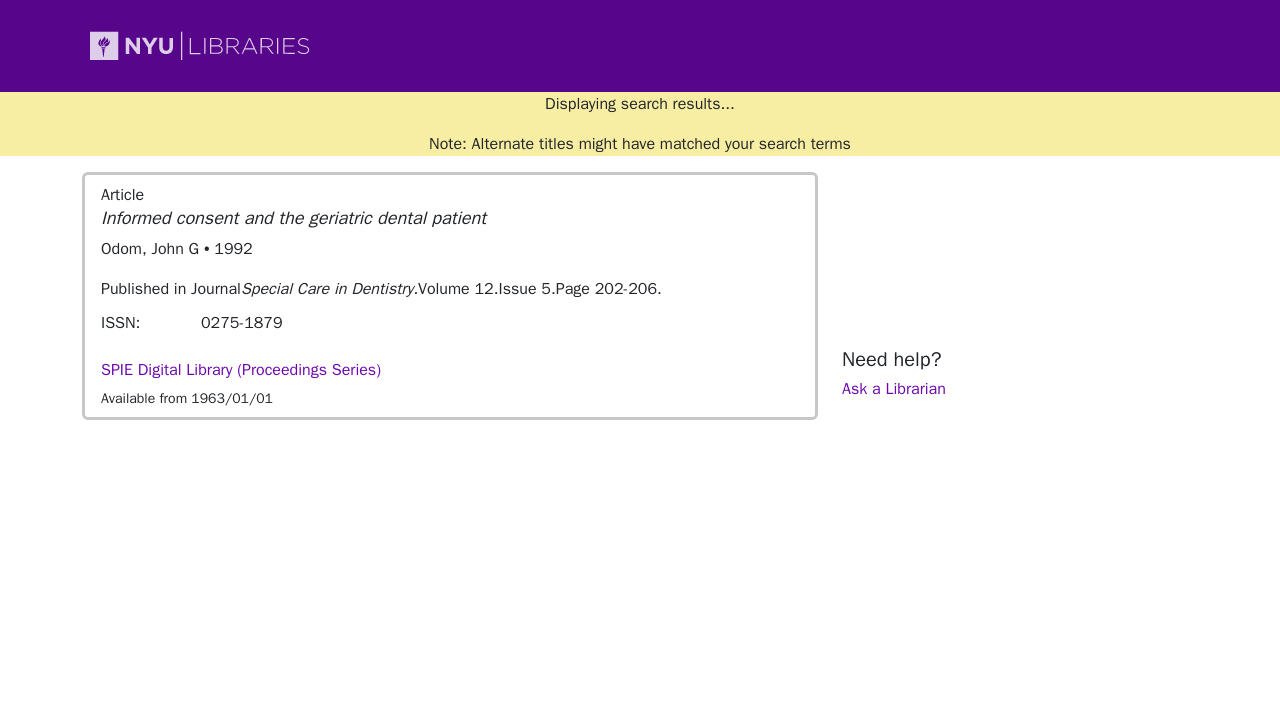 NYU LIBRARIES
Displaying search results...
Note: Alternate titles might have matched your search terms
Article
Informed consent and the geriatric dental patient
Odom, John G • 1992
Published in JournalSpecial Care in Dentistry.Volume 12.Issue 5.Page 202-206.
ISSN: 0275-1879
SPIE Digital Library (Proceedings Series)
Available from 1963/01/01
Need help?
Ask a Librarian